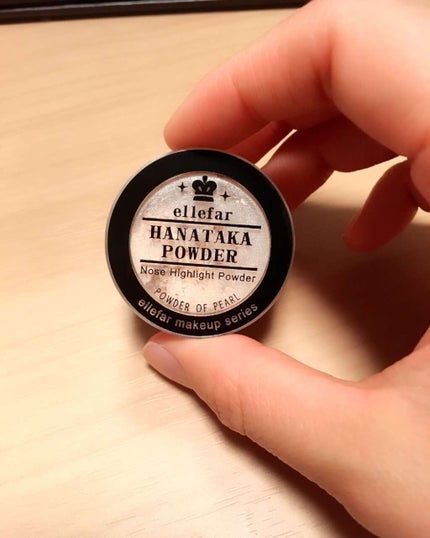 ellefar
HANATAKA
POWDER
Nose Highlight Powder
POWDER OF PEARL
ellefar makeup series